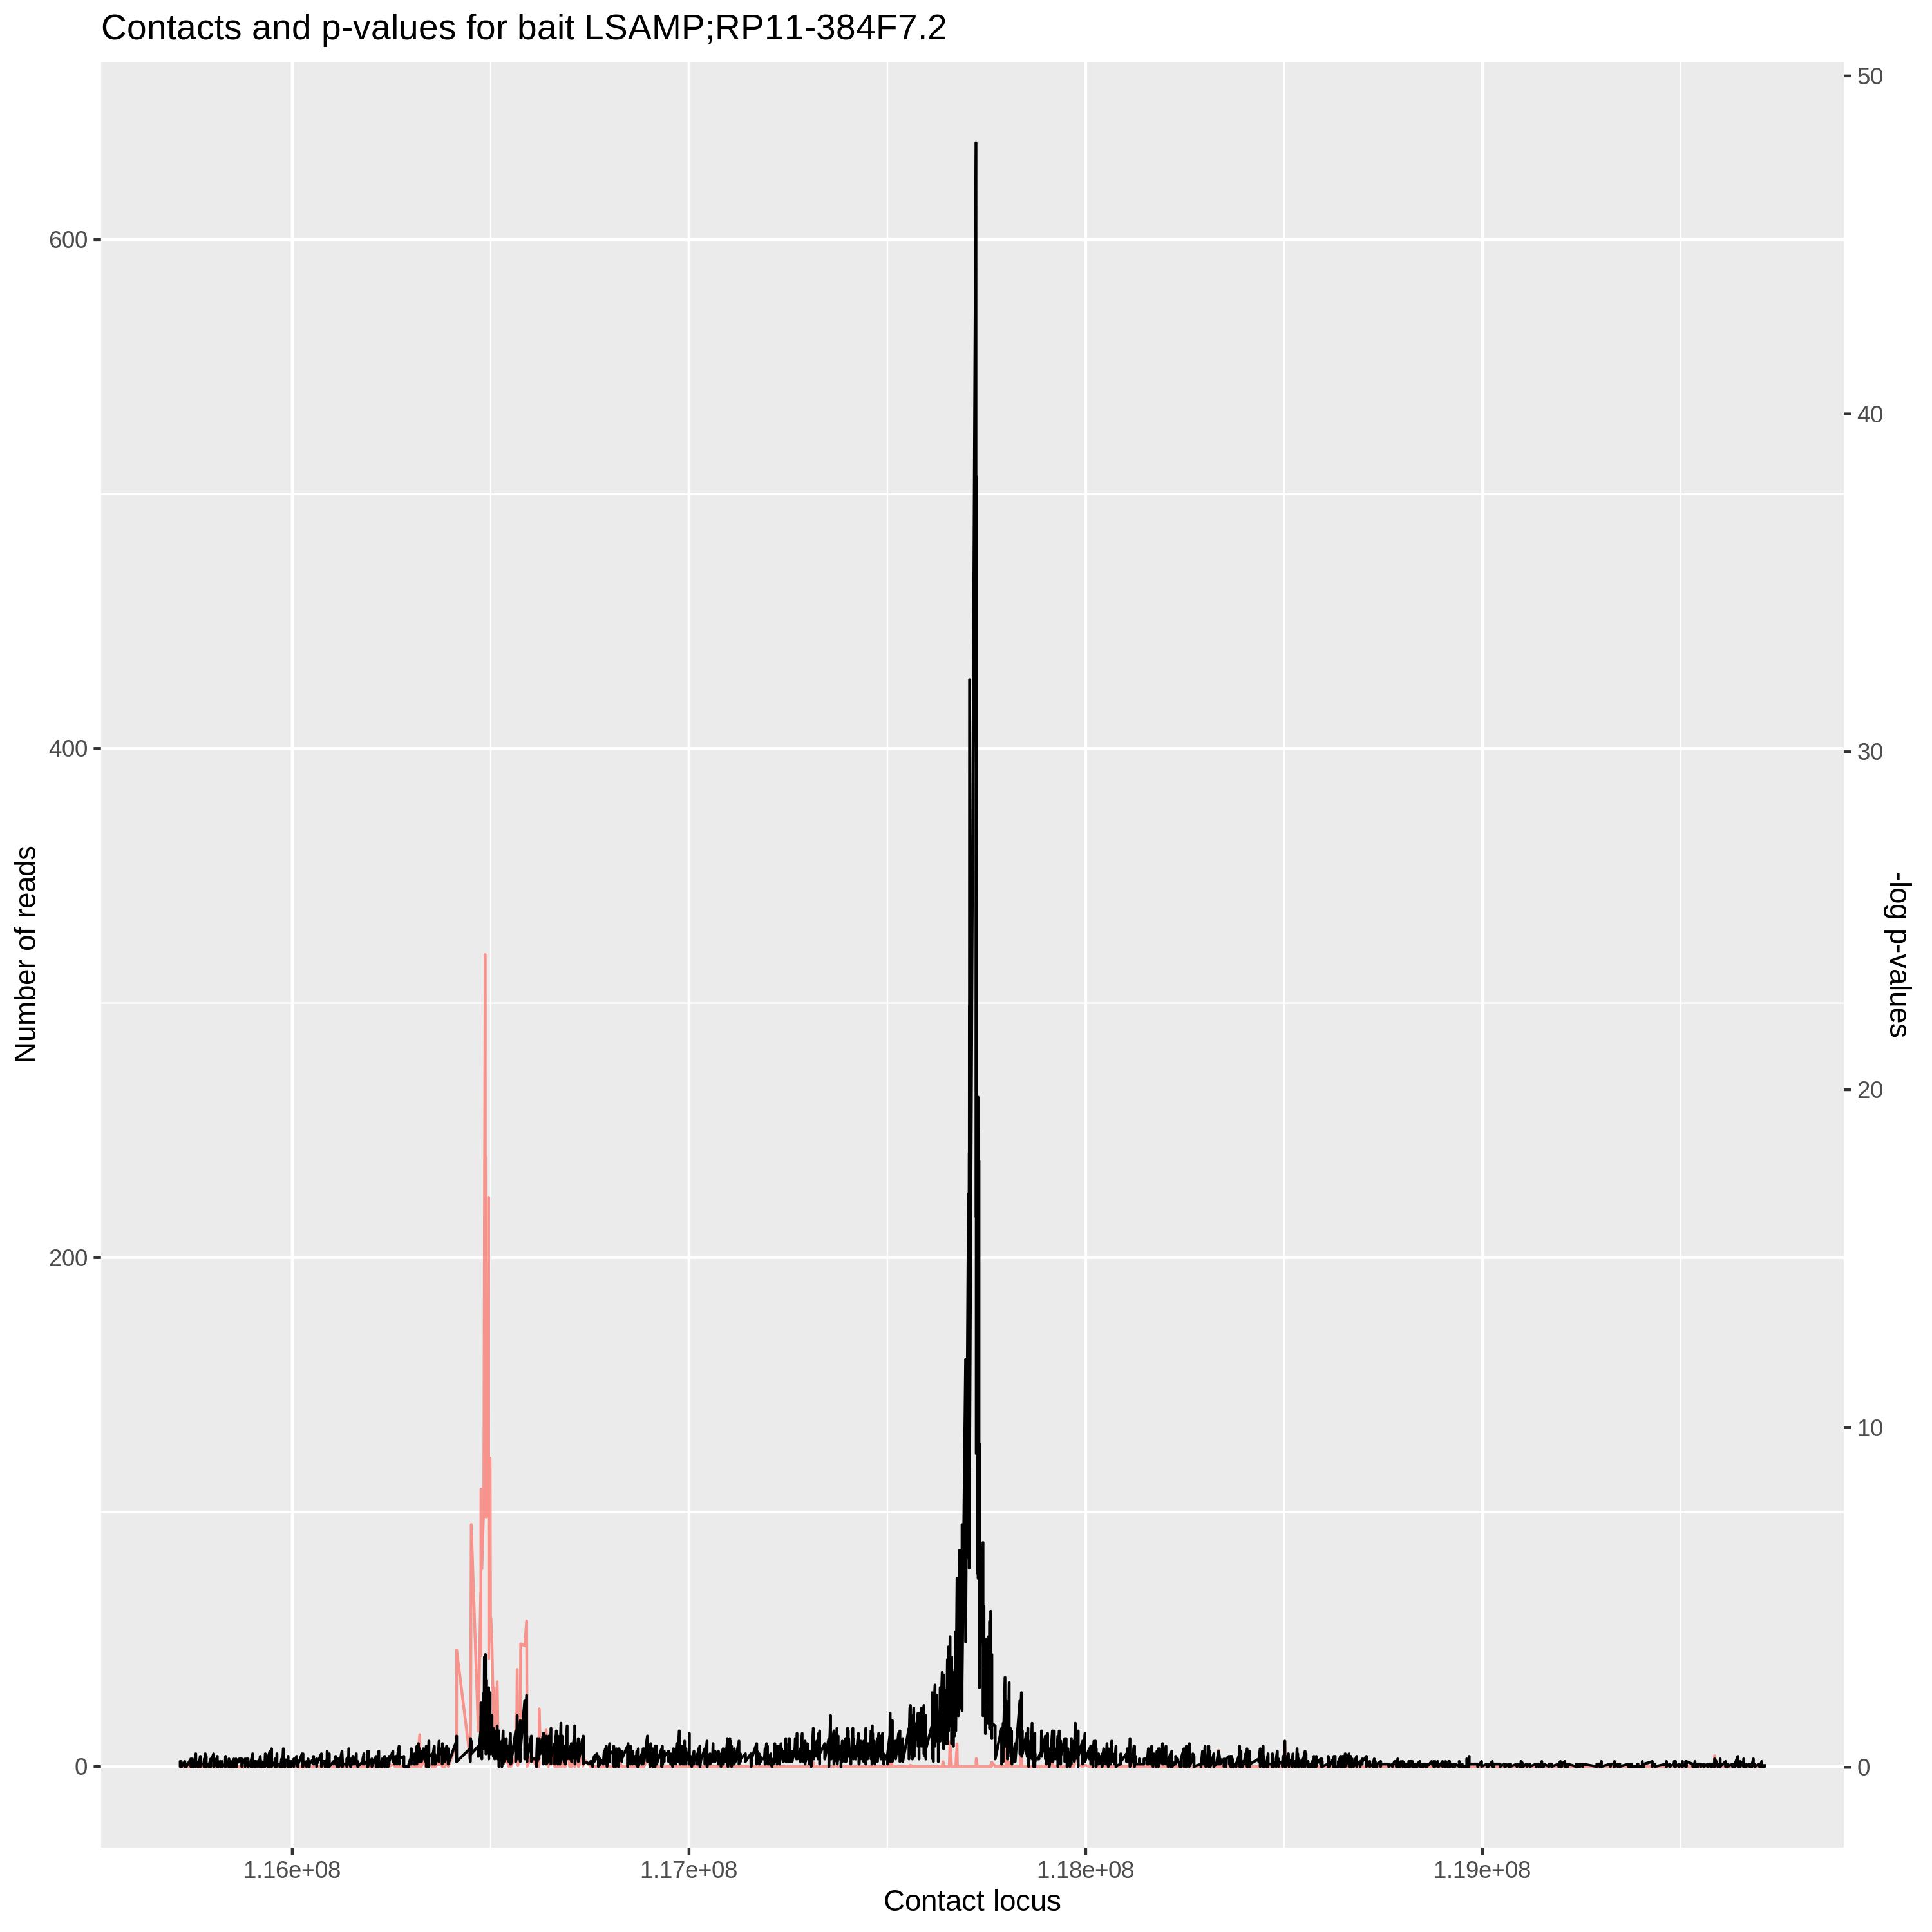 Contacts and p-values for bait LSAMP;RP11-384F7.2
50
600
40
400
30
Number of reads
-log p-values
20
200
10
0
0
1.16e+08
1.17e+08
1.18e+08
1.19e+08
Contact locus